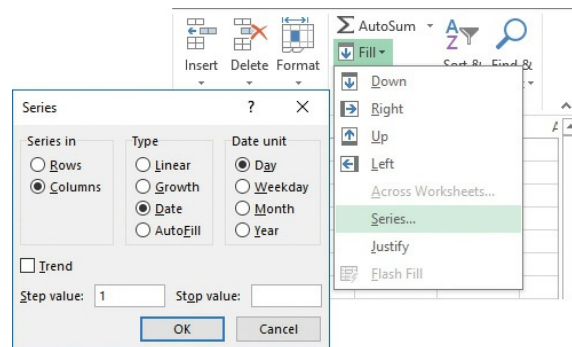 AutoSum
Fill
Insert Delete Format
Sort & Find &
Down
Right
Up
Left
Across Worksheets...
Series...
Justify
Flash Fill
Series ? X
Series in
Rows
Columns
Type
Linear
Growth
Date
AutoFill
Date unit
Day
Weekday
Month
Year
Trend
Step value: 1 Stop value:
OK Cancel